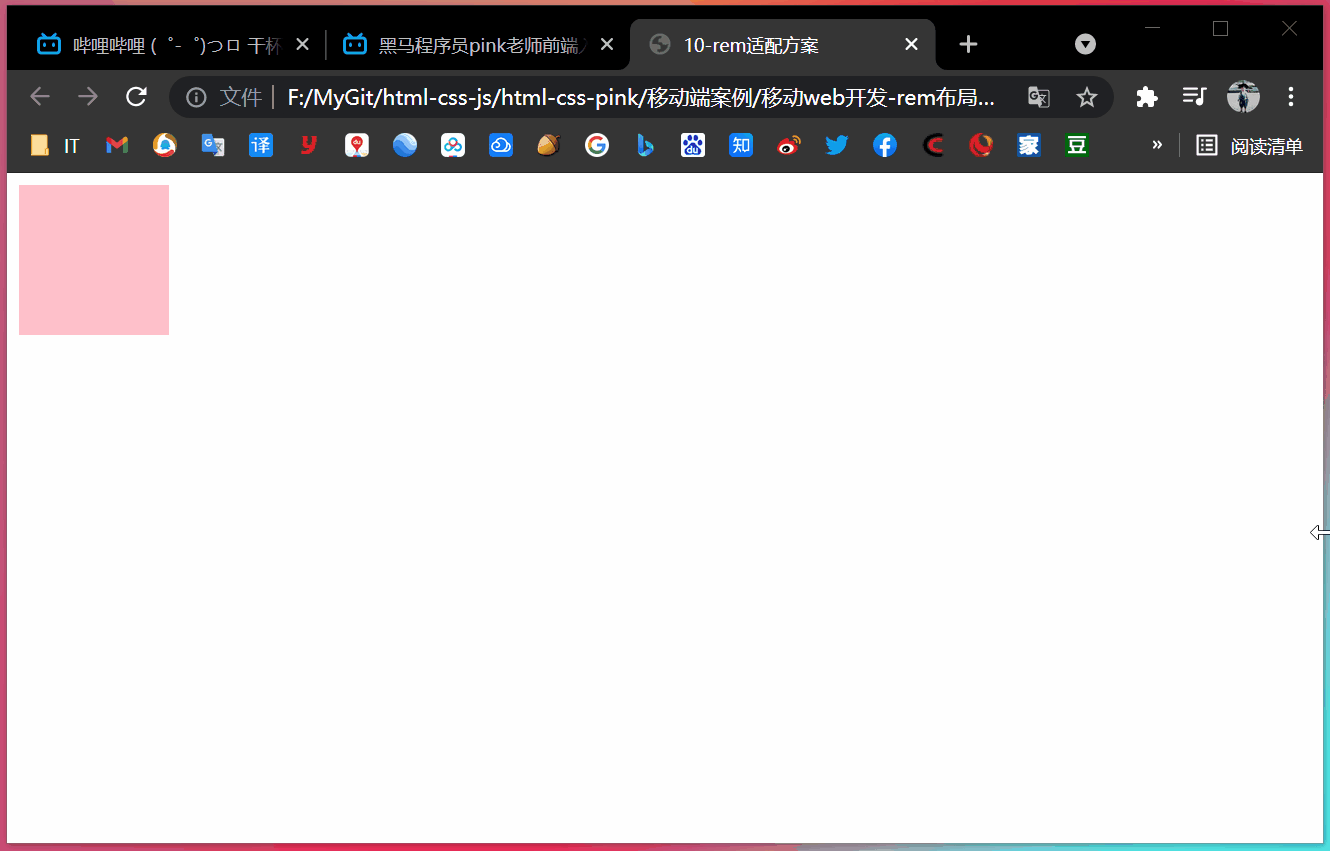 哔哩哔哩 (゜-゜)つロ 干杯
黑马程序员pink老师前端
10-rem适配方案
文件 F:/MyGit/html-css-js/html-css-pink/移动端案例/移动web开发-rem布局...
IT 译 y du du 知 家 豆 » 阅读清单